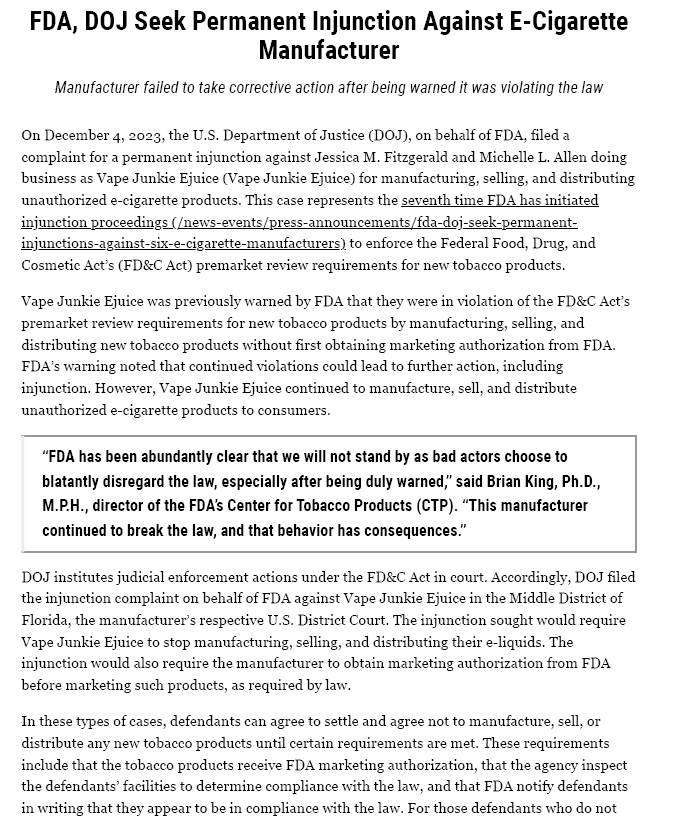 FDA, DOJ Seek Permanent Injunction Against E-Cigarette
Manufacturer
Manufacturer failed to take corrective action after being warned it was violating the law
On December 4, 2023, the U.S. Department of Justice (DOJ), on behalf of FDA, filed a
complaint for a permanent injunction against Jessica M. Fitzgerald and Michelle L. Allen doing
business as Vape Junkie Ejuice (Vape Junkie Ejuice) for manufacturing, selling, and distributing
unauthorized e-cigarette products. This case represents the seventh time FDA has initiated
injunction proceedings (/news-events/press-announcements/fda-doj-seek-permanent-
injunctions-against-six-e-cigarette-manufacturers) to enforce the Federal Food, Drug, and
Cosmetic Act's (FD&C Act) premarket review requirements for new tobacco products.
Vape Junkie Ejuice was previously warned by FDA that they were in violation of the FD&C Act's
premarket review requirements for new tobacco products by manufacturing, selling, and
distributing new tobacco products without first obtaining marketing authorization from FDA.
FDA's warning noted that continued violations could lead to further action, including
injunction. However, Vape Junkie Ejuice continued to manufacture, sell, and distribute
unauthorized e-cigarette products to consumers.
“FDA has been abundantly clear that we will not stand by as bad actors choose to
blatantly disregard the law, especially after being duly warned,” said Brian King, Ph.D.,
M.P.H., director of the FDA's Center for Tobacco Products (CTP). “This manufacturer
continued to break the law, and that behavior has consequences.”
DOJ institutes judicial enforcement actions under the FD&C Act in court. Accordingly, DOJ filed
the injunction complaint on behalf of FDA against Vape Junkie Ejuice in the Middle District of
Florida, the manufacturer's respective U.S. District Court. The injunction sought would require
Vape Junkie Ejuice to stop manufacturing, selling, and distributing their e-liquids. The
injunction would also require the manufacturer to obtain marketing authorization from FDA
before marketing such products, as required by law.
In these types of cases, defendants can agree to settle and agree not to manufacture, sell, or
distribute any new tobacco products until certain requirements are met. These requirements
include that the tobacco products receive FDA marketing authorization, that the agency inspect
the defendants' facilities to determine compliance with the law, and that FDA notify defendants
in writing that they appear to be in compliance with the law. For those defendants who do not